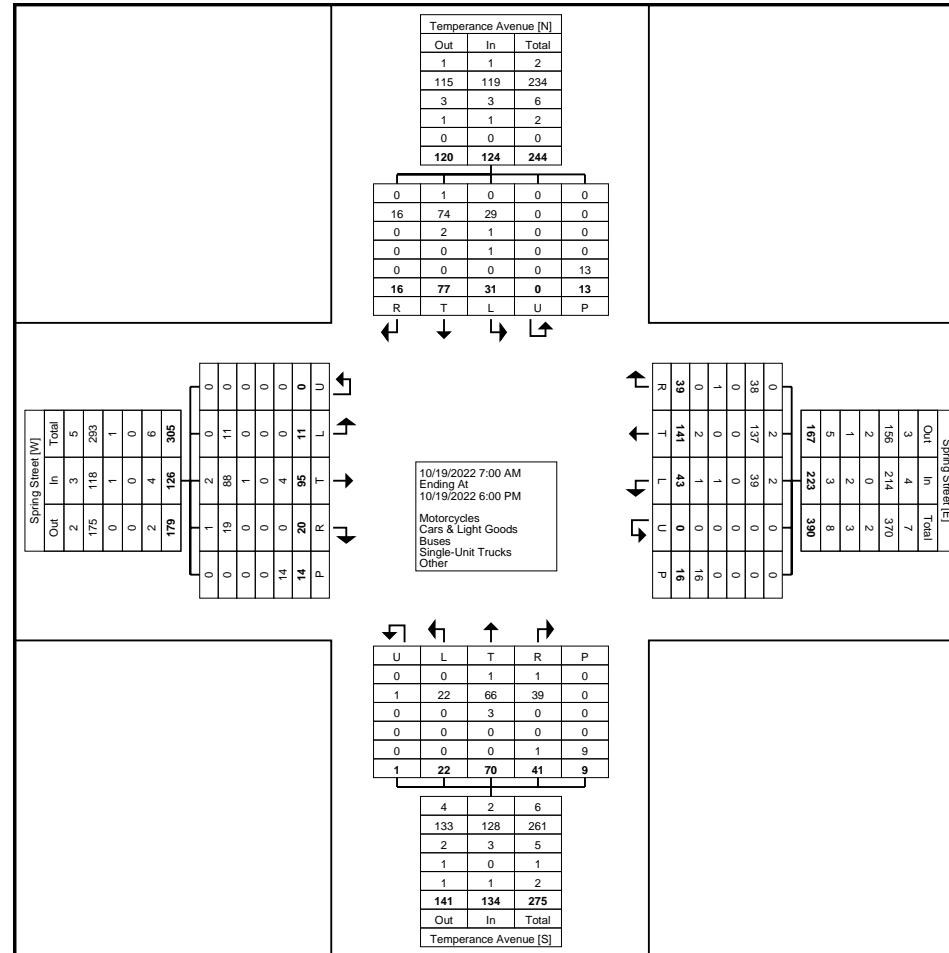 Temperance Avenue [N]
Out In Total
1 1 2
115 119 234
3 3 6
1 1 2
0 0 0
120 124 244
0 1 0 0 0
16 74 29 0 0
0 2 1 0 0
0 0 1 0 0
0 0 0 0 13
16 77 31 0 13
R T L U P
Spring Street [W]
Total In Out
5 3 2
293 118 175
1 1 0
0 0 0
6 4 2
305 126 179
0 0 2 1 0
0 11 88 19 0
0 0 1 0 0
0 0 0 0 0
0 0 4 0 14
0 11 95 20 14
U L T R P
10/19/2022 7:00 AM
Ending At
10/19/2022 6:00 PM
Motorcycles
Cars & Light Goods
Buses
Single-Unit Trucks
Other
Spring Street [E]
Out In Total
3 4 7
156 214 370
2 0 2
1 2 3
5 3 8
167 223 390
0 2 2 0 0
38 137 39 0 0
0 0 0 0 0
1 0 1 0 0
0 2 1 0 16
39 141 43 0 16
R T L U P
U L T R P
0 0 1 1 0
1 22 66 39 0
0 0 3 0 0
0 0 0 0 0
0 0 0 1 9
1 22 70 41 9
4 2 6
133 128 261
2 3 5
1 0 1
1 1 2
141 134 275
Out In Total
Temperance Avenue [S]